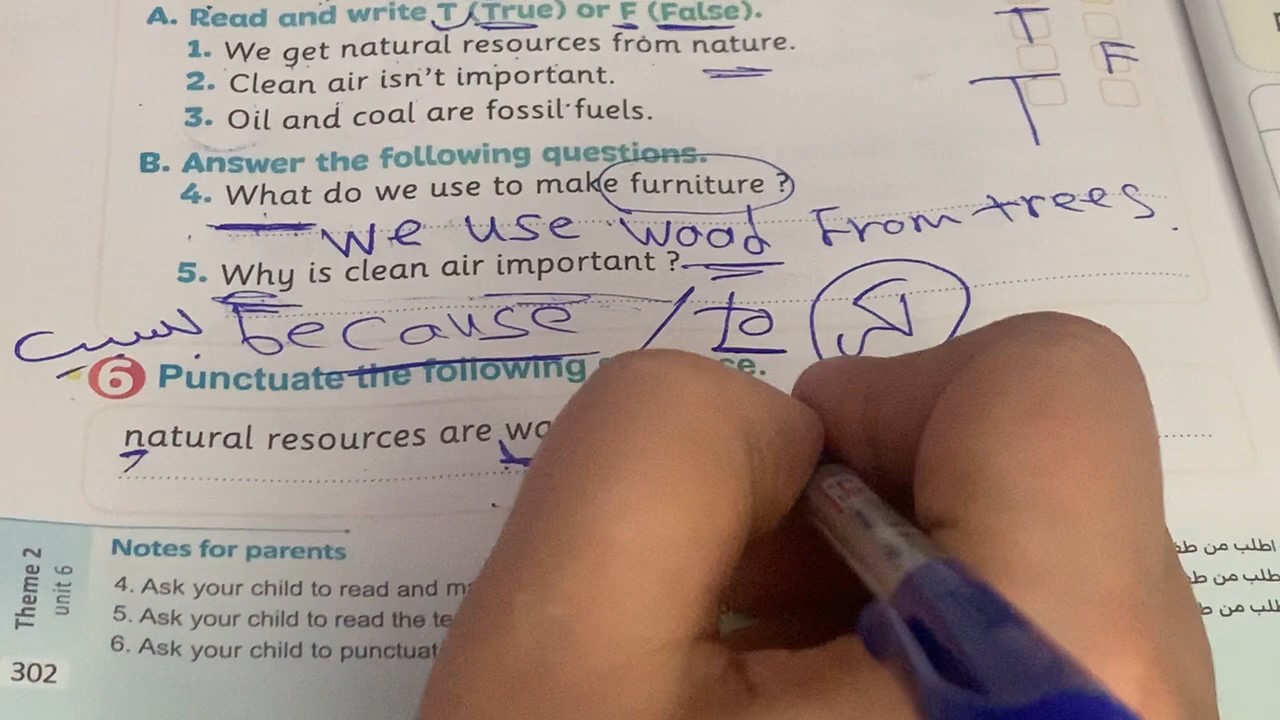 A. Read and write T (True) or F (False).
1. We get natural resources from nature. T
2. Clean air isn't important. F
3. Oil and coal are fossil fuels. T
B. Answer the following questions.
4. What do we use to make furniture ?
We use wood From trees.
5. Why is clean air important ?
because / to
6 Punctuate the following
natural resources are
Theme 2
unit 6
Notes for parents
4. Ask your child to read and
5. Ask your child to read the
6. Ask your child to
اطلب من
طلب من
302